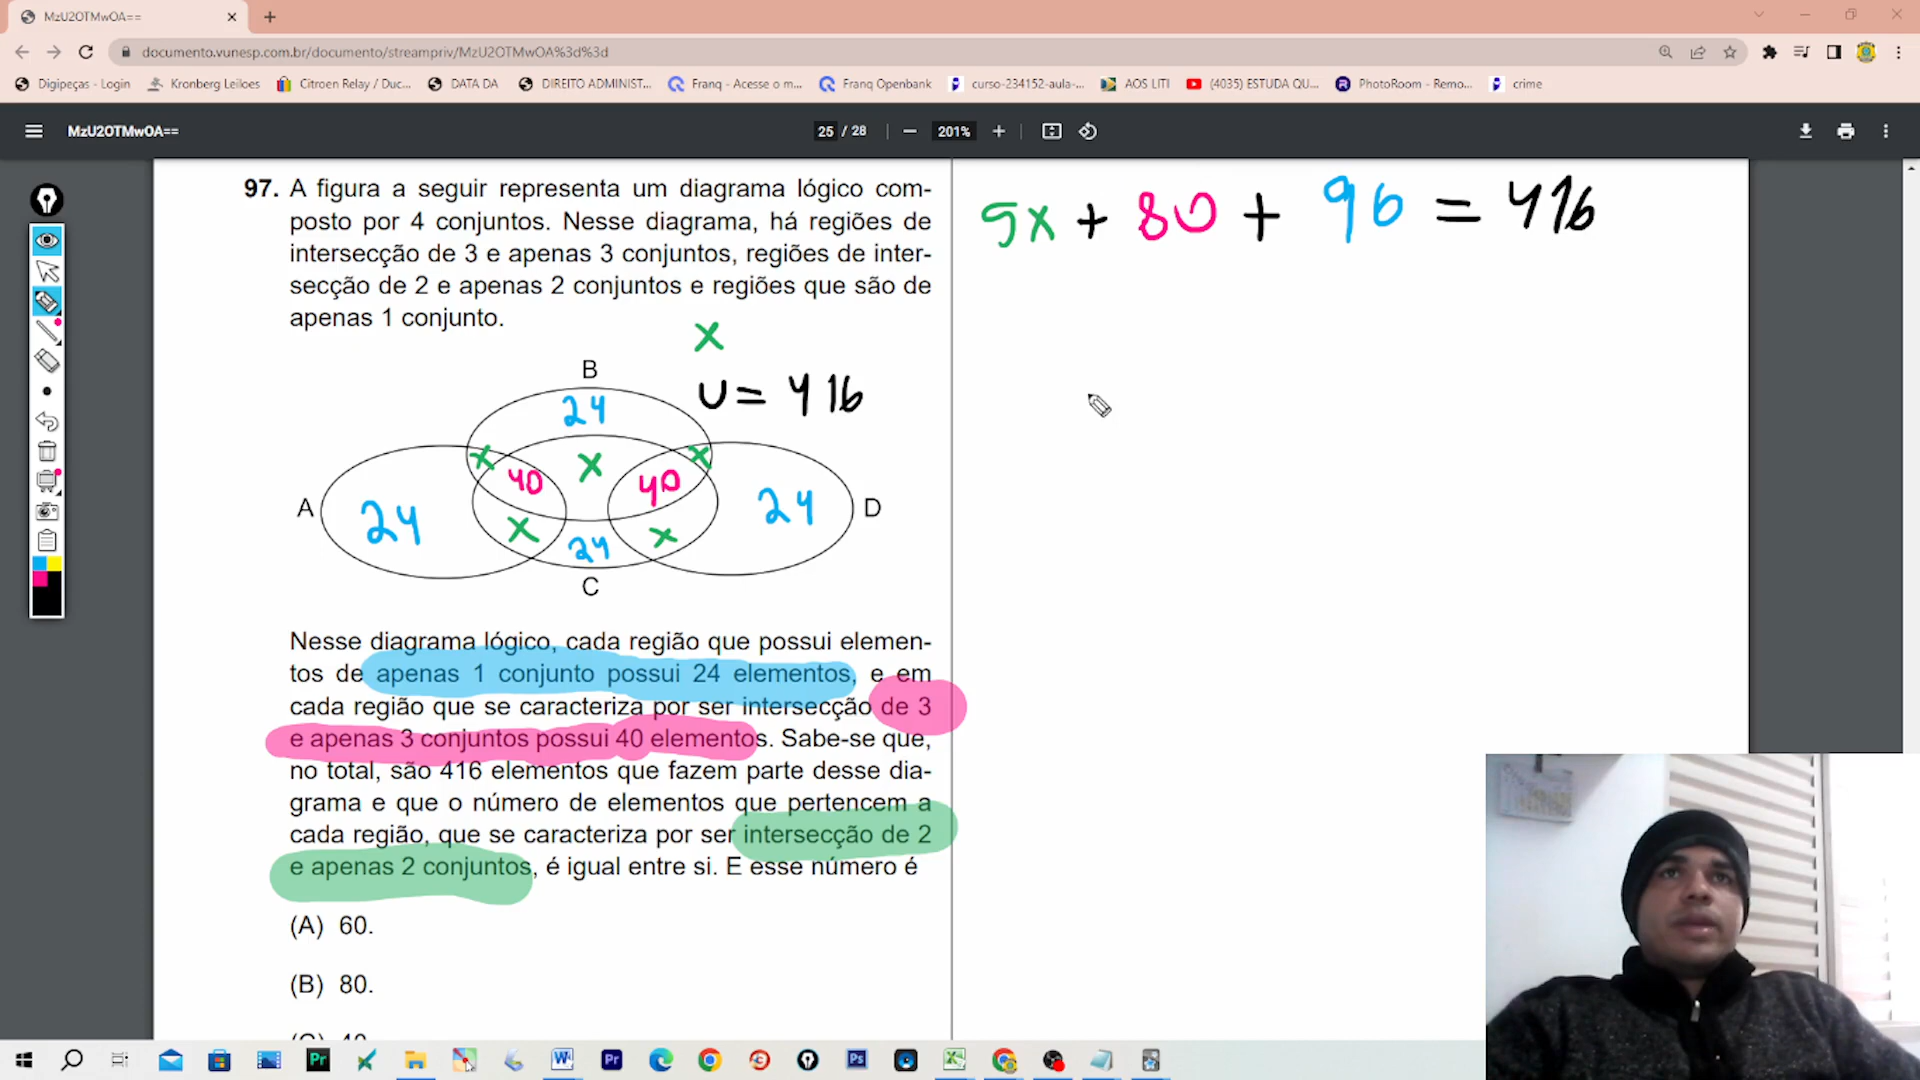 MzU2OTMwOA==
documento.vunesp.com.br/documento/streampriv/MzU2OTMwOA%3d%3d
Digipeças - Login
Kronberg Leiloes
Citroen Relay / Duc...
DATA DA
DIREITO ADMINIST...
Franq - Acesse o m...
Franq Openbank
curso-234152-aula-...
AOS LITI
(4035) ESTUDA QU...
PhotoRoom - Remo...
crime
MzU2OTMwOA==
25 / 28
201%
97. A figura a seguir representa um diagrama lógico com-
posto por 4 conjuntos. Nesse diagrama, há regiões de
intersecção de 3 e apenas 3 conjuntos, regiões de inter-
secção de 2 e apenas 2 conjuntos e regiões que são de
apenas 1 conjunto.
x
U = 416
B
24
x
40
x
40
x
A
24
x
24
x
24
D
C
Nesse diagrama lógico, cada região que possui elemen-
tos de apenas 1 conjunto possui 24 elementos, e em
cada região que se caracteriza por ser intersecção de 3
e apenas 3 conjuntos possui 40 elementos. Sabe-se que,
no total, são 416 elementos que fazem parte desse dia-
grama e que o número de elementos que pertencem a
cada região, que se caracteriza por ser intersecção de 2
e apenas 2 conjuntos, é igual entre si. E esse número é
(A) 60.
(B) 80.
5x + 80 + 96 = 416